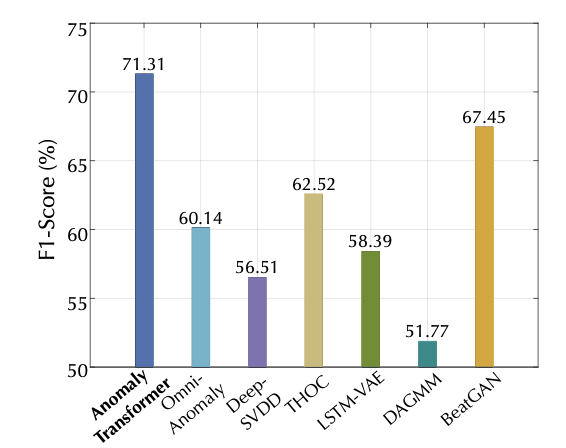 F1-Score (%)
75
70
65
60
55
50
71.31
60.14
56.51
62.52
58.39
51.77
67.45
Anomaly
Transformer
Omni-
Anomaly
Deep-
SVDD
THOC
LSTM-VAE
DAGMM
BeatGAN